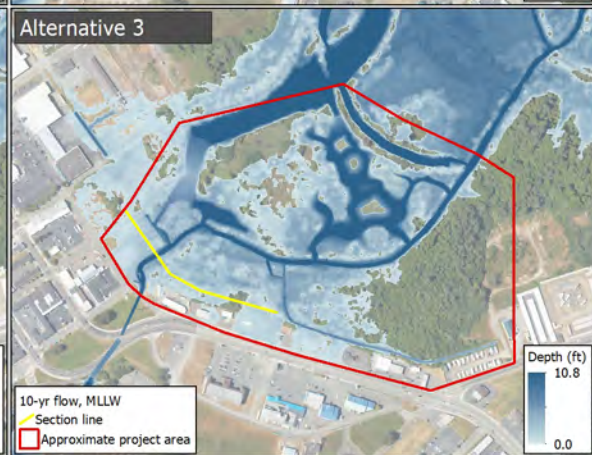 Alternative 3
10-yr flow, MLLW
Section line
Approximate project area
Depth (ft)
10.8
0.0